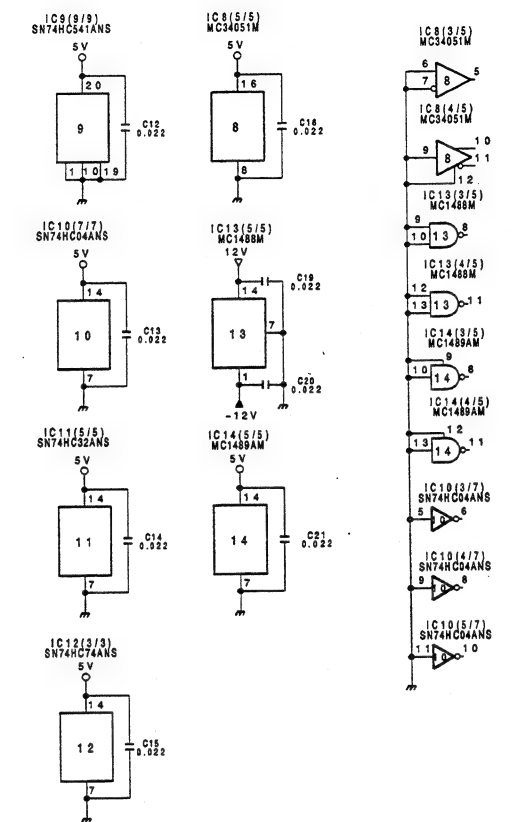 IC9(9/9)
SN74HC541ANS
5V
20
9
C12
0.022
1 10 19
IC8(5/5)
MC34051M
5V
16
8
C16
0.022
8
IC10(7/7)
SN74HC04ANS
5V
14
10
C13
0.022
7
IC13(5/5)
MC1488M
12V
14
C19
0.022
13
7
1
C20
0.022
-12V
IC11(5/5)
SN74HC32ANS
5V
14
11
C14
0.022
7
IC14(5/5)
MC1489AM
5V
14
14
C21
0.022
7
IC12(3/3)
SN74HC74ANS
5V
14
12
C15
0.022
7
IC8(3/5)
MC34051M
6
7
8
5
IC8(4/5)
MC34051M
9
8
10
11
12
IC13(3/5)
MC1488M
9
10
13
8
IC13(4/5)
MC1488M
12
13
13
11
IC14(3/5)
MC1489AM
9
10
14
8
IC14(4/5)
MC1489AM
12
13
14
11
IC10(3/7)
SN74HC04ANS
5
10
6
IC10(4/7)
SN74HC04ANS
9
10
8
IC10(5/7)
SN74HC04ANS
11
10
10